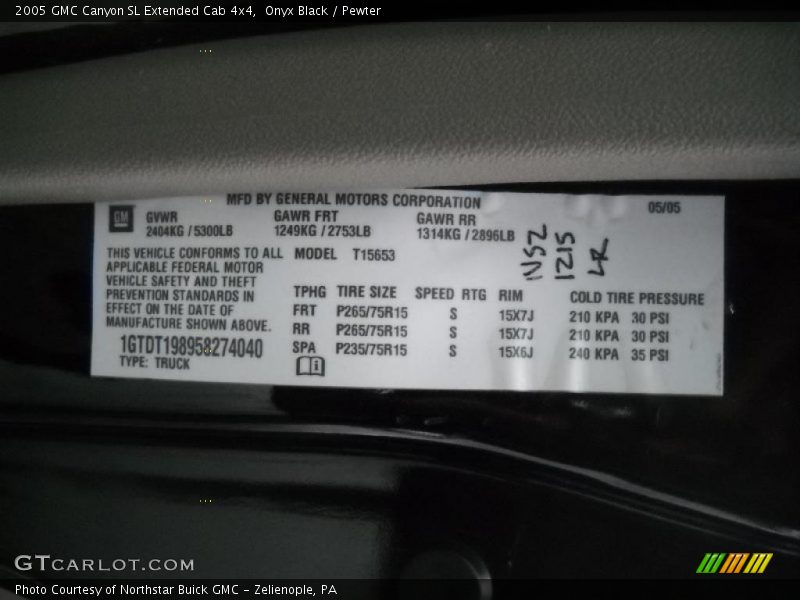 2005 GMC Canyon SL Extended Cab 4x4,  Onyx Black / Pewter
MFD BY GENERAL MOTORS CORPORATION
05/05
GM
GVWR GAWR FRT GAWR RR
2404KG / 5300LB 1249KG / 2753LB 1314KG / 2896LB
THIS VEHICLE CONFORMS TO ALL
APPLICABLE FEDERAL MOTOR
VEHICLE SAFETY AND THEFT
PREVENTION STANDARDS IN
EFFECT ON THE DATE OF
MANUFACTURE SHOWN ABOVE.
1GTDT198958274040
TYPE: TRUCK
MODEL T15653
N52
1215
LR
TPHG TIRE SIZE SPEED RTG RIM COLD TIRE PRESSURE
FRT P265/75R15 S 15X7J 210 KPA 30 PSI
RR P265/75R15 S 15X7J 210 KPA 30 PSI
SPA P235/75R15 S 15X6J 240 KPA 35 PSI
GTCARLOT.COM
Photo Courtesy of Northstar Buick GMC - Zelienople, PA